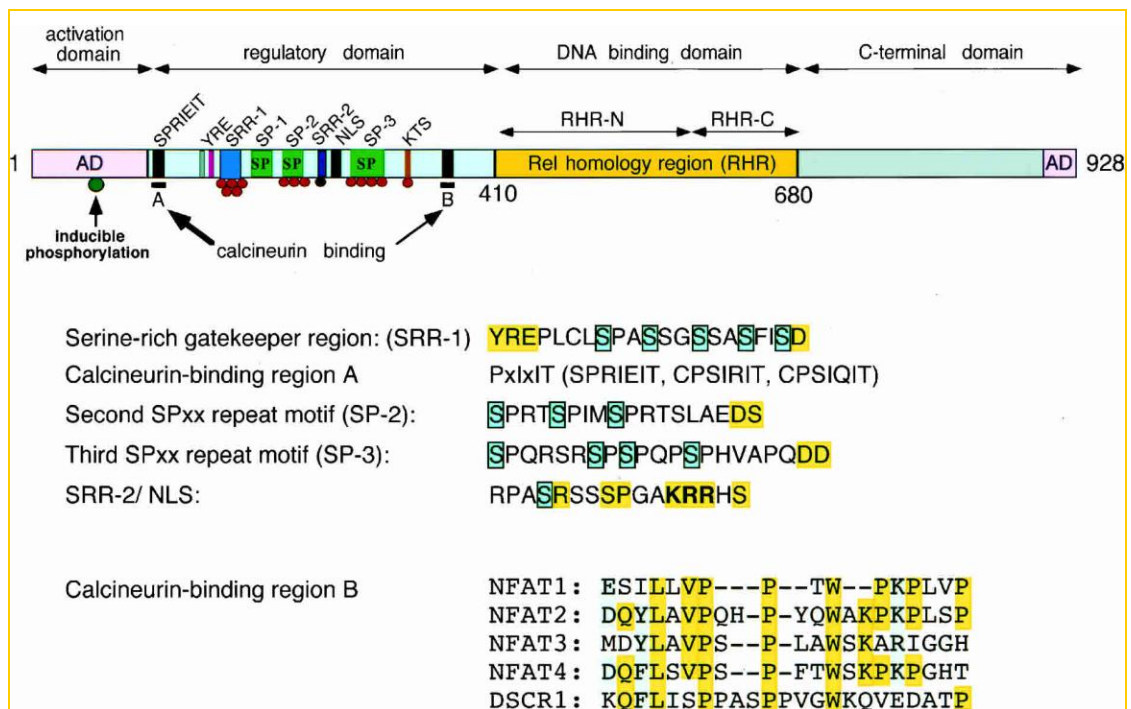 activation domain
regulatory domain
DNA binding domain
C-terminal domain
SPRIEIT
YRE
SRR-1
SP-1
SP-2
SRR-2
NLS
SP-3
KTS
RHR-N
RHR-C
1
AD
SP
SP
SP
Rel homology region (RHR)
AD
928
A
B
410
680
inducible phosphorylation
calcineurin binding
Serine-rich gatekeeper region: (SRR-1) YREPLCLSPASSGSSASFISD
Calcineurin-binding region A PxIxIT (SPRIEIT, CPSIRIT, CPSIQIT)
Second SPxx repeat motif (SP-2): SPRTSPIMSPRTSLAEDS
Third SPxx repeat motif (SP-3): SPQRSRSPSPQPSPHVAPQDD
SRR-2/ NLS: RPASRSSSPGAKRRHS
Calcineurin-binding region B
NFAT1: ESILLVP---P--TW--PKPLVP
NFAT2: DQYLAVPQH-P-YQWAKPKPLSP
NFAT3: MDYLAVPS--P-LAWSKARIGGH
NFAT4: DQFLSVPS--P-FTWSKPKPGHT
DSCR1: KQFLISPPASPPVGWKQVEDATP